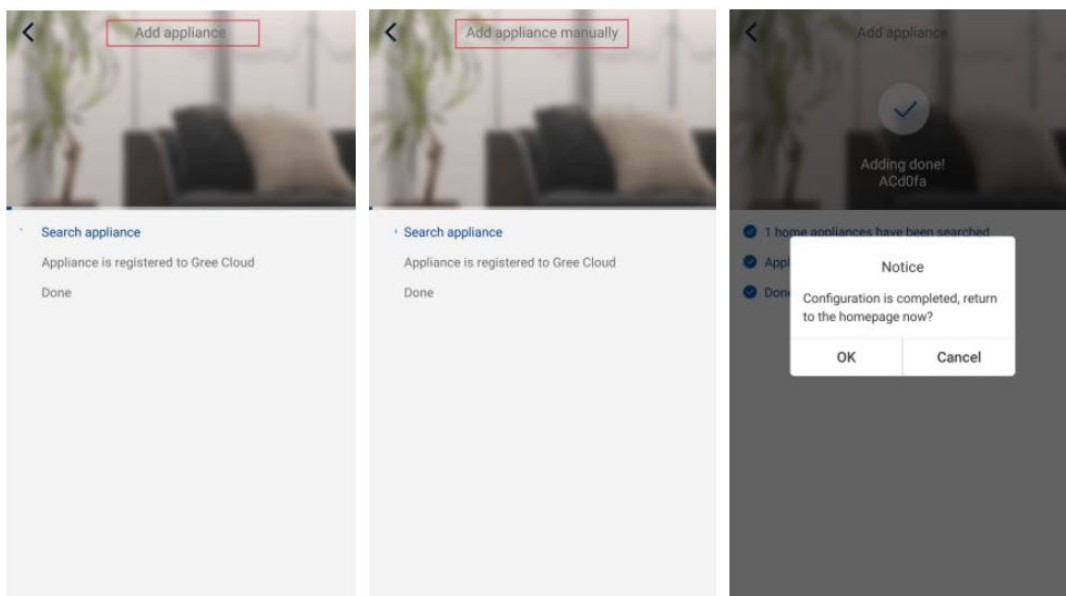 Add appliance
Search appliance
Appliance is registered to Gree Cloud
Done
Add appliance manually
Search appliance
Appliance is registered to Gree Cloud
Done
Add appliance
Adding done!
ACd0fa
1 home appliances have been searched
Notice
Configuration is completed, return
to the homepage now?
OK Cancel